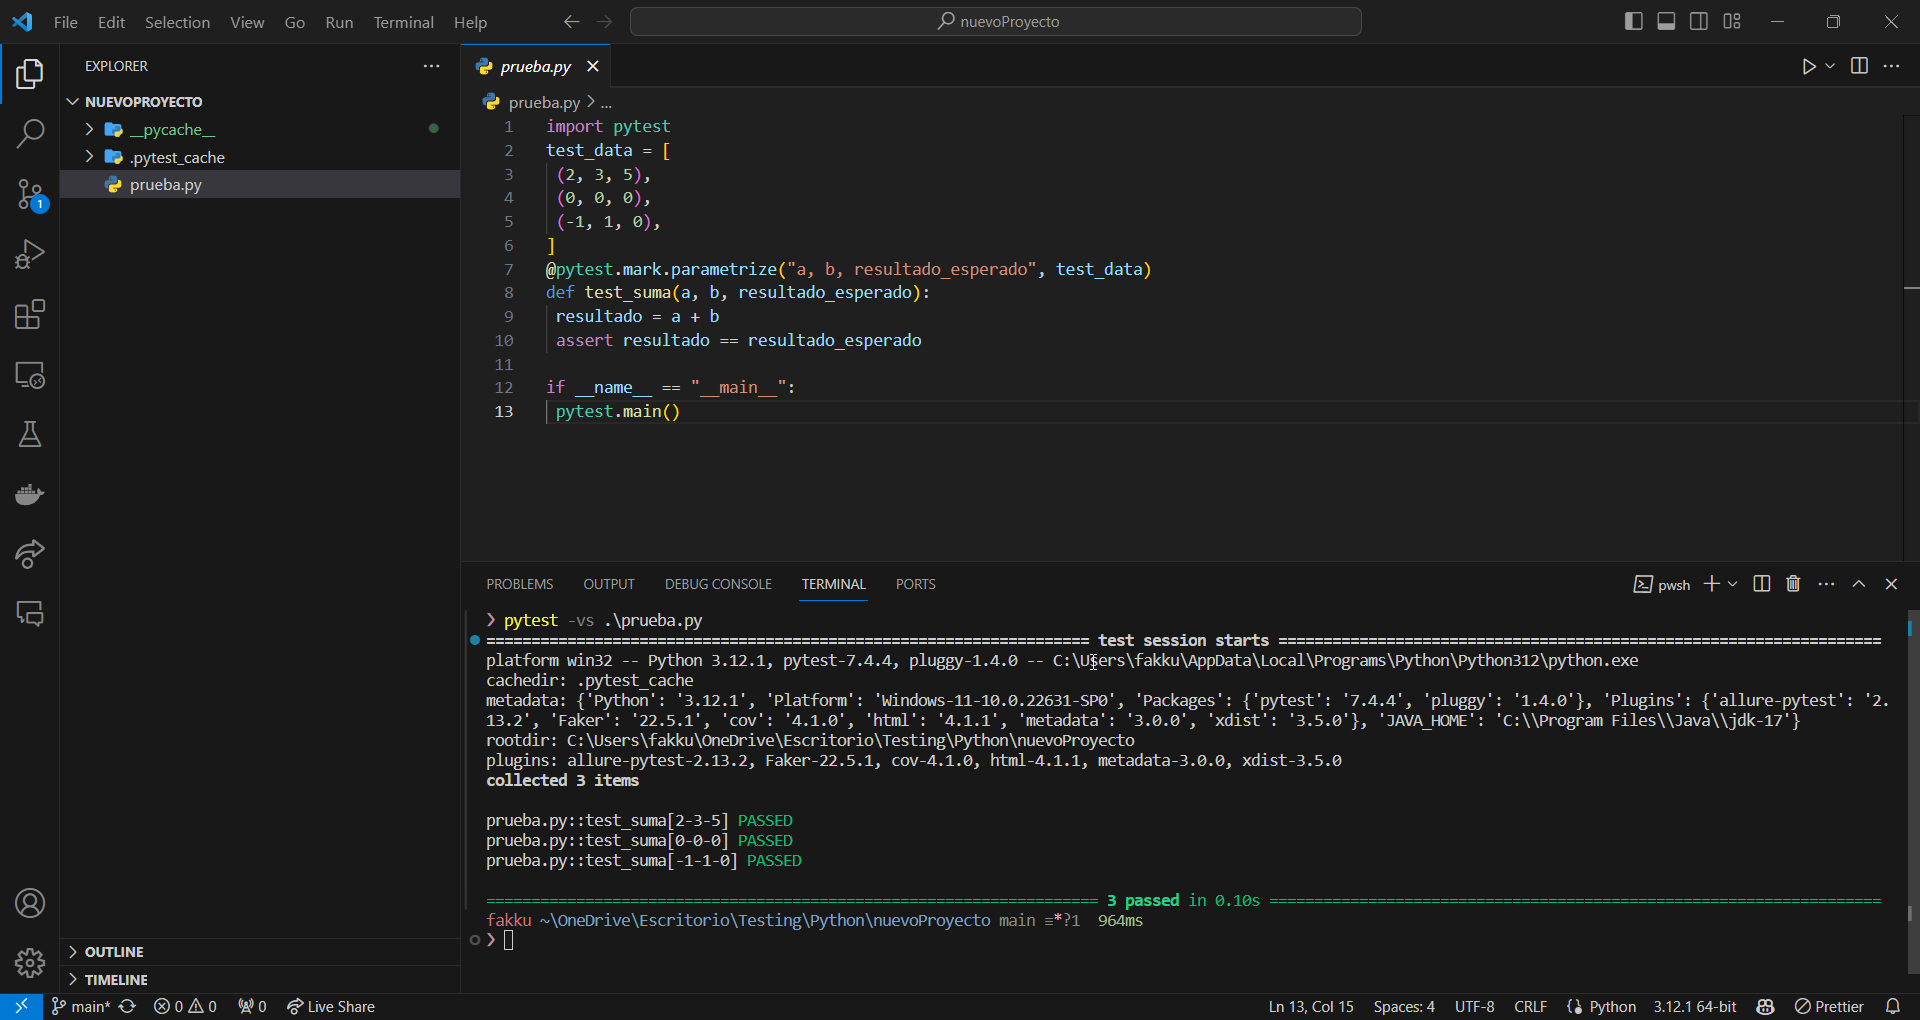 File Edit Selection View Go Run Terminal Help
nuevoProyecto
EXPLORER
NUEVOPROYECTO
__pycache__
.pytest_cache
prueba.py
prueba.py
prueba.py > ...
1 import pytest
2 test_data = [
3 (2, 3, 5),
4 (0, 0, 0),
5 (-1, 1, 0),
6 ]
7 @pytest.mark.parametrize("a, b, resultado_esperado", test_data)
8 def test_suma(a, b, resultado_esperado):
9 resultado = a + b
10 assert resultado == resultado_esperado
11
12 if __name__ == "__main__":
13 pytest.main()
1
PROBLEMS OUTPUT DEBUG CONSOLE TERMINAL PORTS
pwsh
❯ pytest -vs .\prueba.py
=================================================================== test session starts ===================================================================
platform win32 -- Python 3.12.1, pytest-7.4.4, pluggy-1.4.0 -- C:\Users\fakku\AppData\Local\Programs\Python\Python312\python.exe
cachedir: .pytest_cache
metadata: {'Python': '3.12.1', 'Platform': 'Windows-11-10.0.22631-SP0', 'Packages': {'pytest': '7.4.4', 'pluggy': '1.4.0'}, 'Plugins': {'allure-pytest': '2.
13.2', 'Faker': '22.5.1', 'cov': '4.1.0', 'html': '4.1.1', 'metadata': '3.0.0', 'xdist': '3.5.0'}, 'JAVA_HOME': 'C:\\Program Files\\Java\\jdk-17'}
rootdir: C:\Users\fakku\OneDrive\Escritorio\Testing\Python\nuevoProyecto
plugins: allure-pytest-2.13.2, Faker-22.5.1, cov-4.1.0, html-4.1.1, metadata-3.0.0, xdist-3.5.0
collected 3 items
prueba.py::test_suma[2-3-5] PASSED
prueba.py::test_suma[0-0-0] PASSED
prueba.py::test_suma[-1-1-0] PASSED
==================================================================== 3 passed in 0.10s ====================================================================
fakku ~\OneDrive\Escritorio\Testing\Python\nuevoProyecto main ≡*?1 964ms
❯
OUTLINE
TIMELINE
main* 0 0 0 Live Share
Ln 13, Col 15 Spaces: 4 UTF-8 CRLF Python 3.12.1 64-bit Prettier